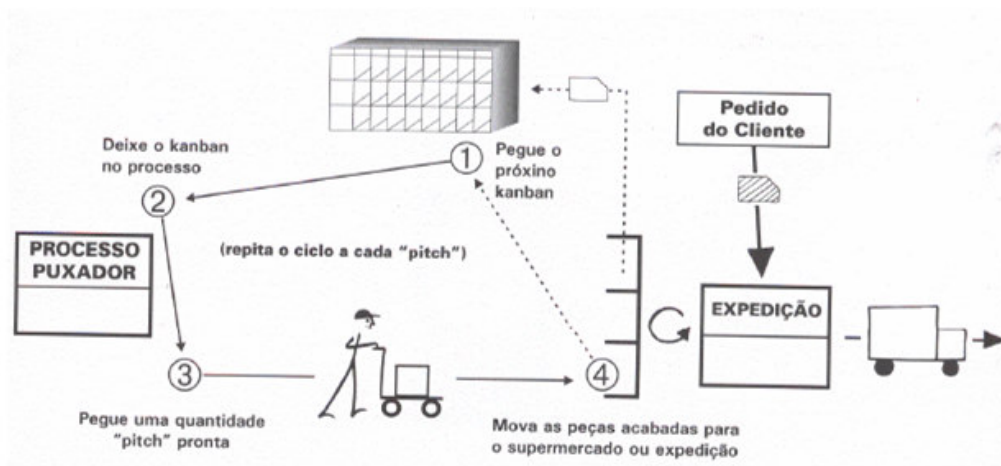 Pedido
do Cliente
Deixe o kanban
no processo
1
Pegue o
próxino
kanban
2
PROCESSO
PUXADOR
(repita o ciclo a cada "pitch")
EXPEDIÇÃO
3
4
Pegue uma quantidade
"pitch" pronta
Mova as peças acabadas para
o supermercado ou expedição